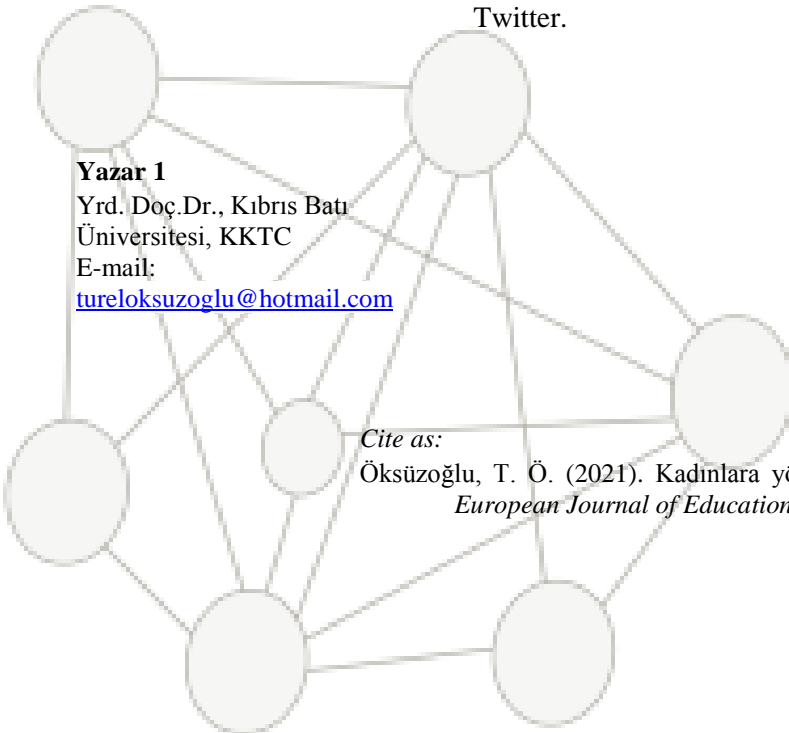 Twitter.
Yazar 1
Yrd. Doç.Dr., Kıbrıs Batı
Üniversitesi, KKTC
E-mail:
tureloksuzoglu@hotmail.com
Cite as:
Öksüzoğlu, T. Ö. (2021). Kadınlara yö
European Journal of Education